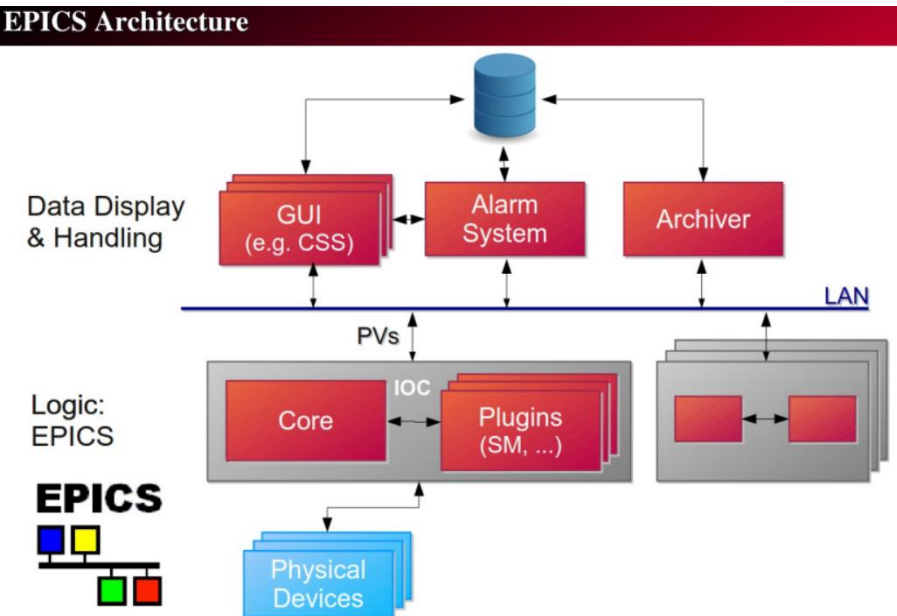 EPICS Architecture
Data Display
& Handling
GUI
(e.g. CSS)
Alarm
System
Archiver
LAN
PVs
Logic:
EPICS
IOC
Core
Plugins
(SM, ...)
EPICS
Physical
Devices